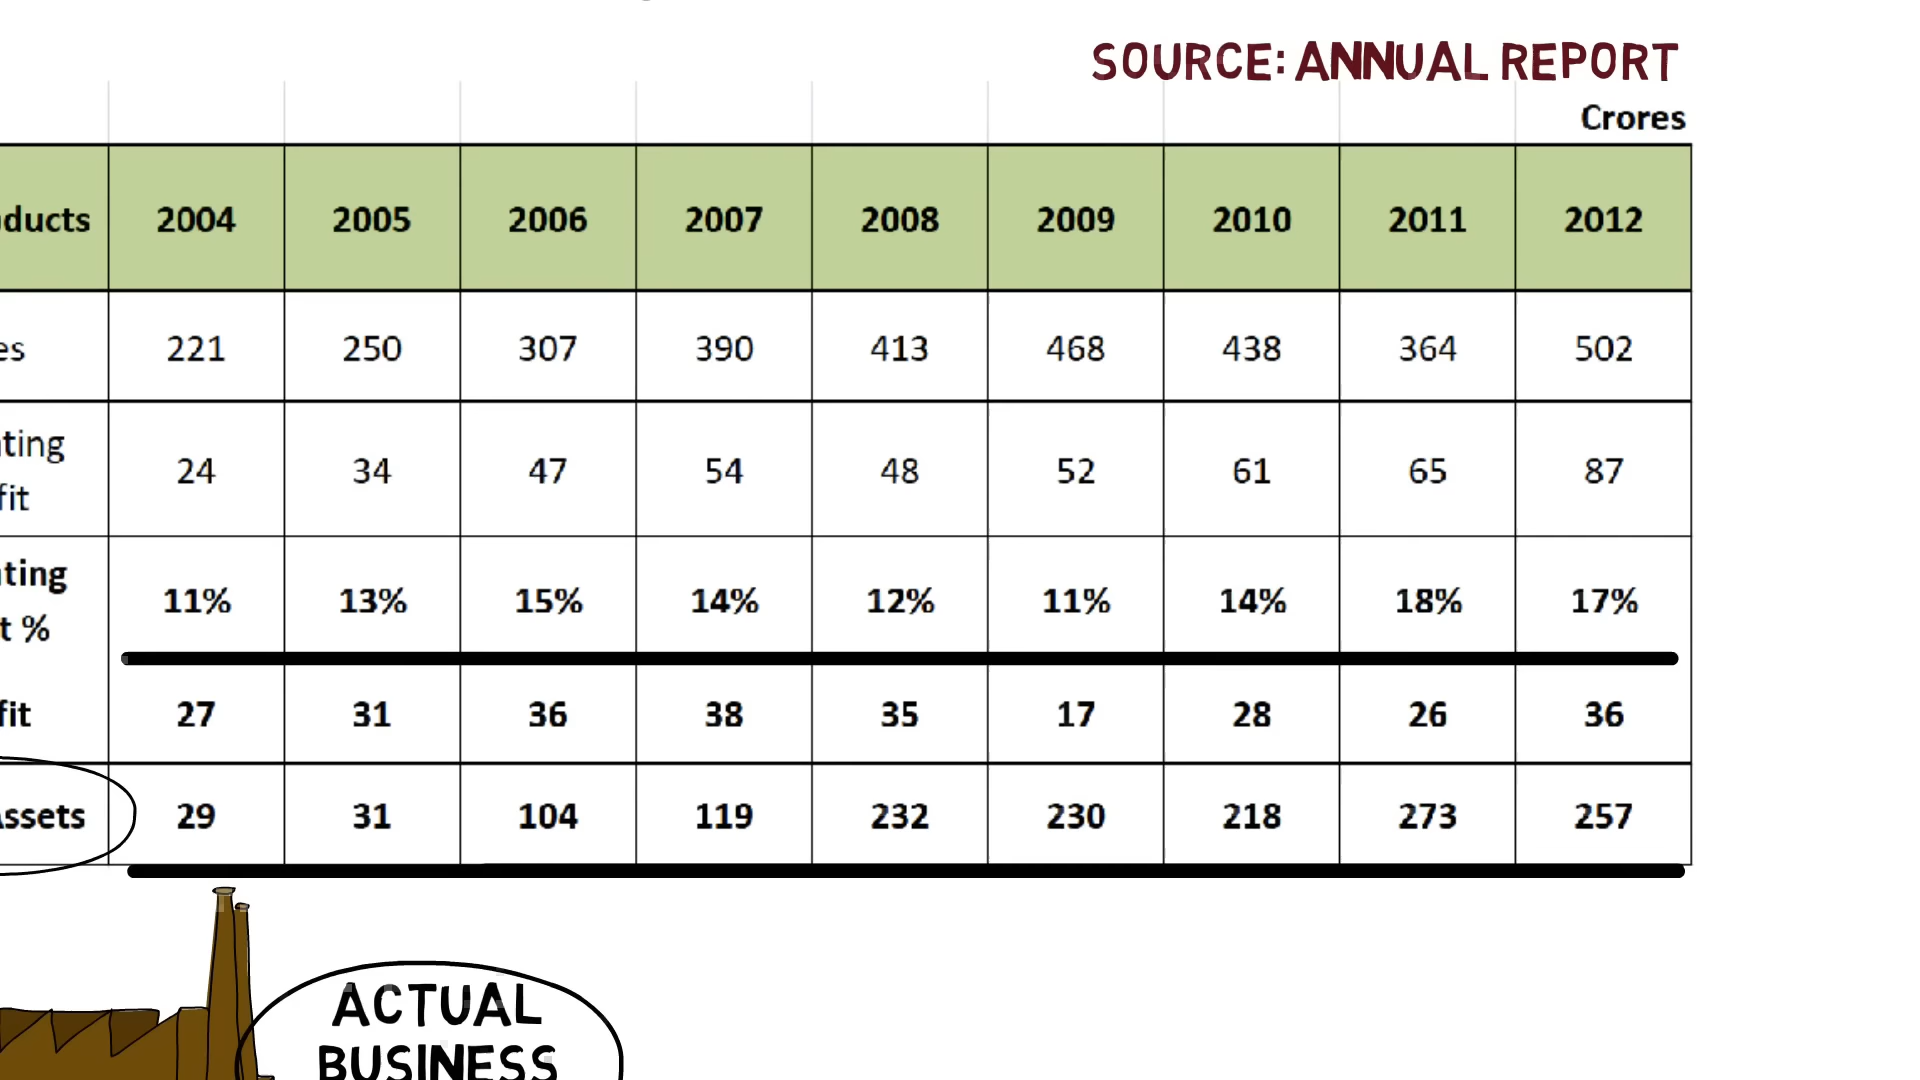 SOURCE: ANNUAL REPORT
Crores
ducts 2004 2005 2006 2007 2008 2009 2010 2011 2012
es 221 250 307 390 413 468 438 364 502
ting
fit 24 34 47 54 48 52 61 65 87
ting
t % 11% 13% 15% 14% 12% 11% 14% 18% 17%
fit 27 31 36 38 35 17 28 26 36
Assets 29 31 104 119 232 230 218 273 257
ACTUAL
BUSINESS